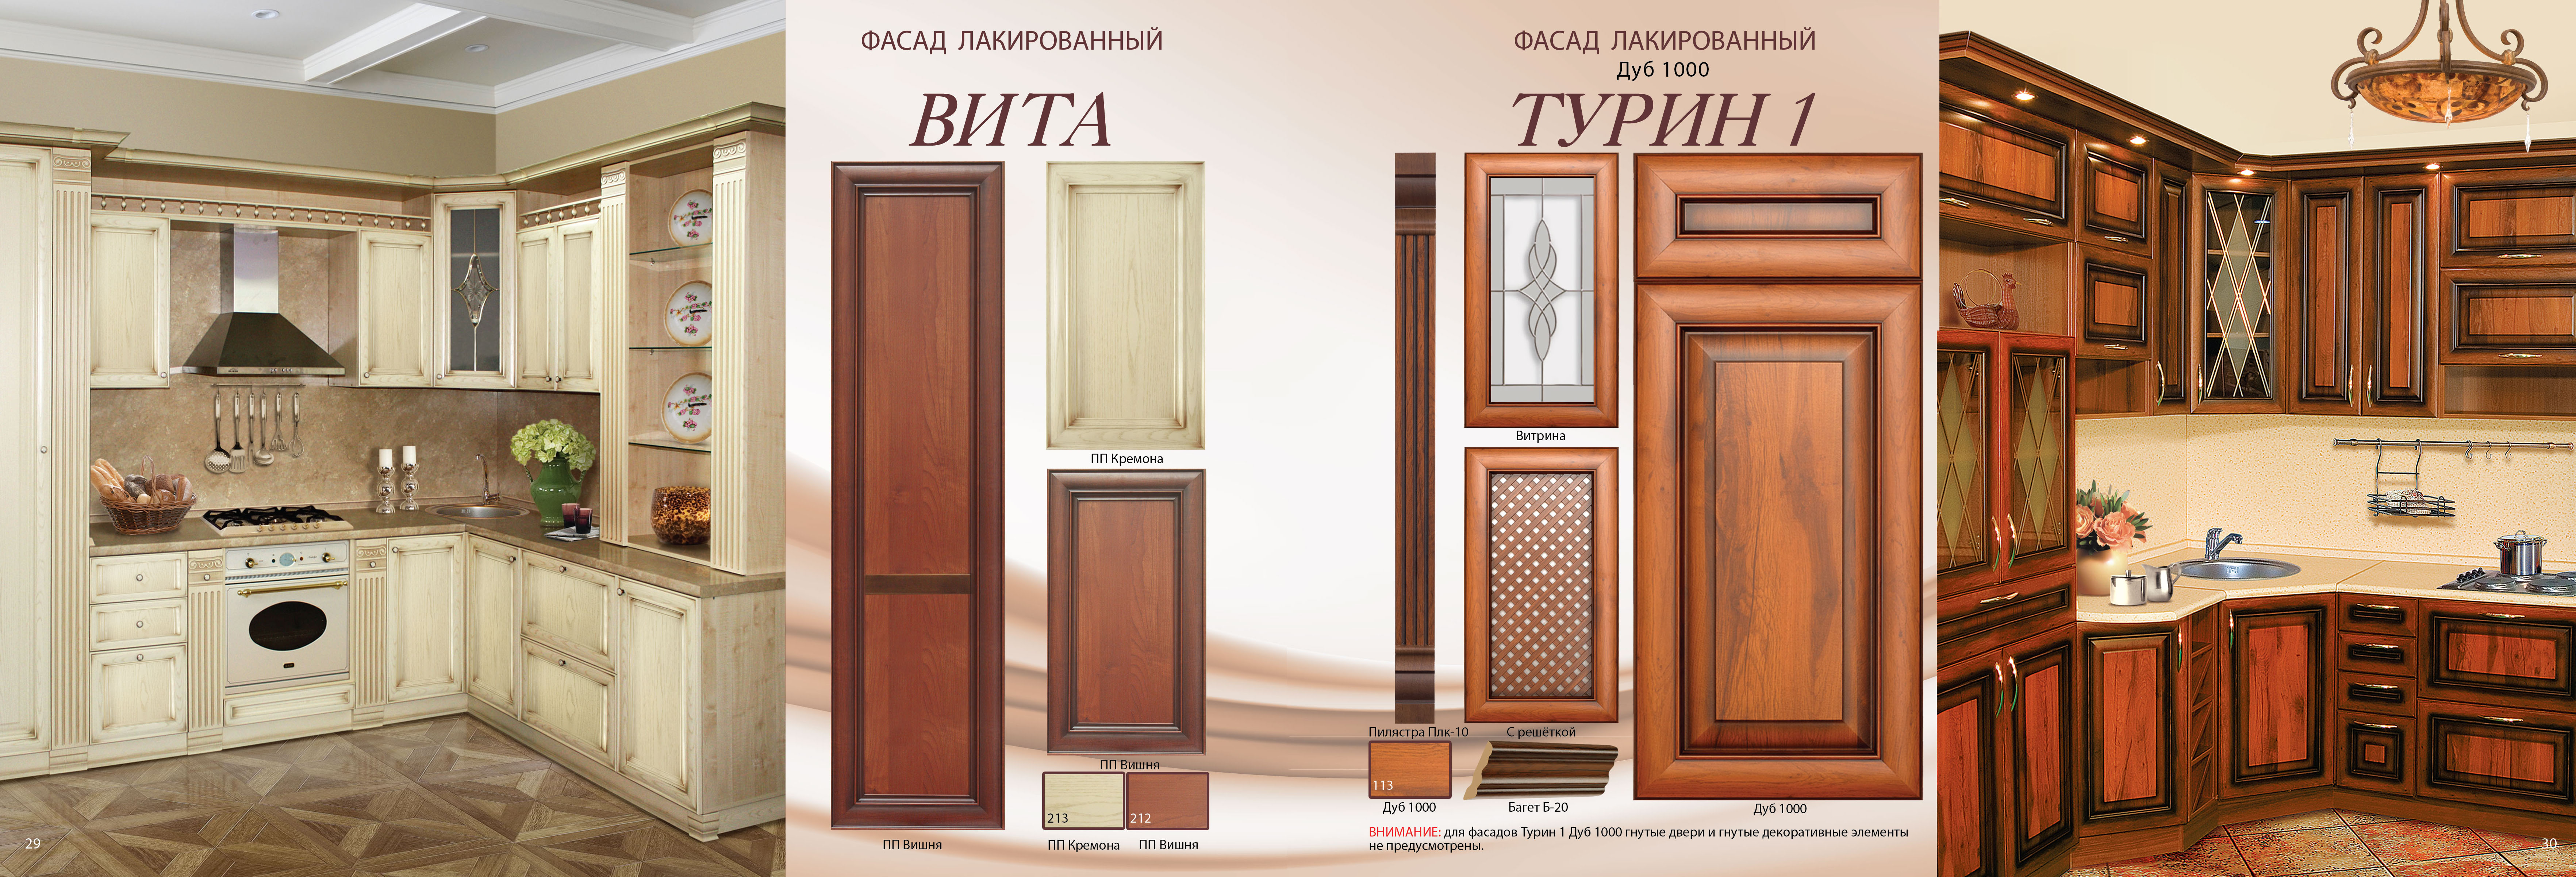 ФАСАД ЛАКИРОВАННЫЙ
ВИТА
ПП Кремона
ПП Вишня
213
212
ПП Вишня
ПП Кремона
ПП Вишня
29
ФАСАД ЛАКИРОВАННЫЙ
Дуб 1000
ТУРИН 1
Витрина
Пилястра Плк-10
С решёткой
113
Дуб 1000
Багет Б-20
Дуб 1000
ВНИМАНИЕ: для фасадов Турин 1 Дуб 1000 гнутые двери и гнутые декоративные элементы
не предусмотрены.
30